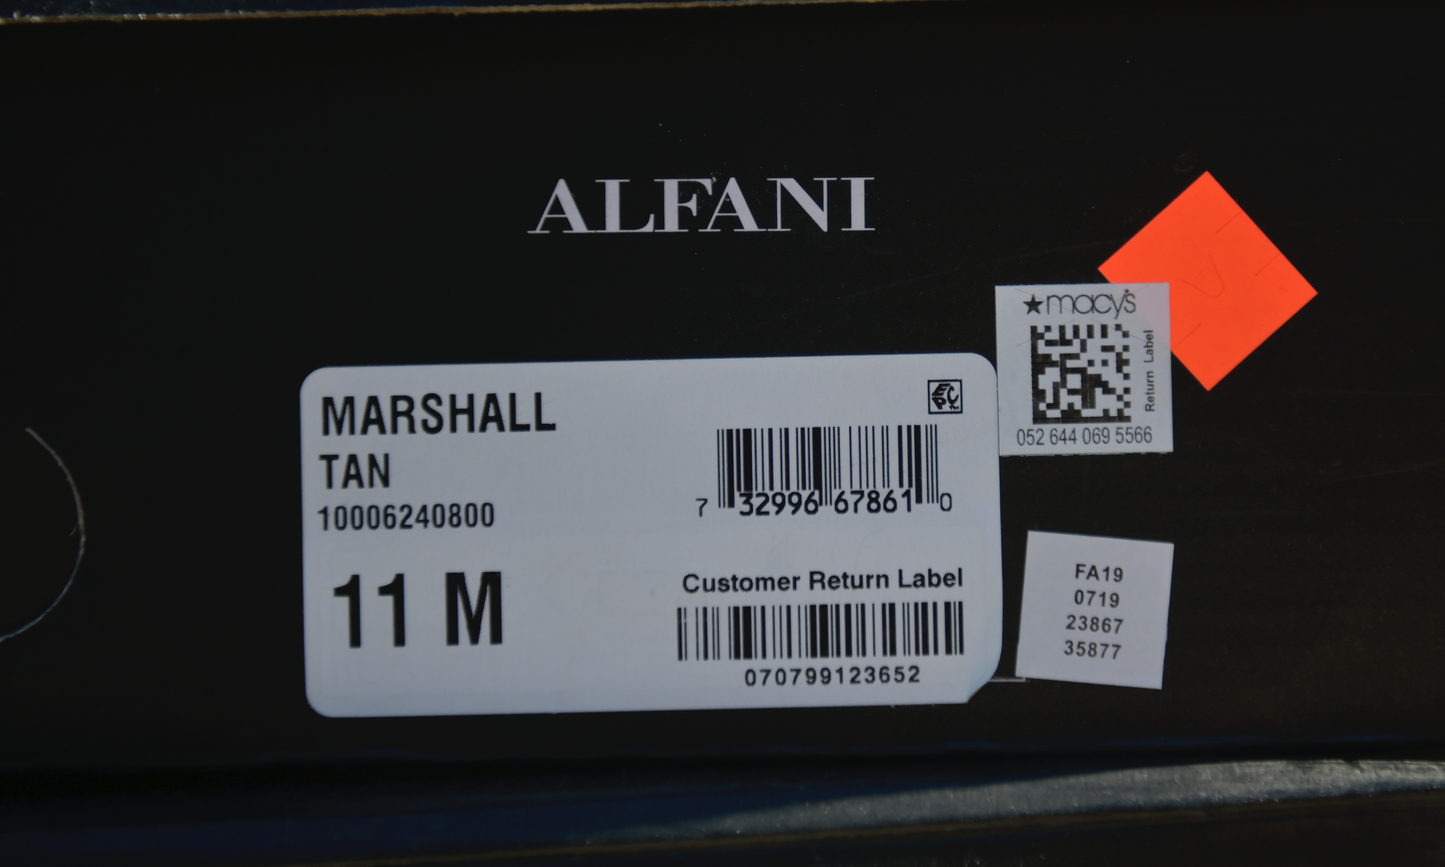 ALFANI
★macy's
Return Label
052 644 069 5566
MARSHALL
TAN
10006240800
11 M
EPC
7 32996 67861 0
Customer Return Label
070799123652
FA19
0719
23867
35877